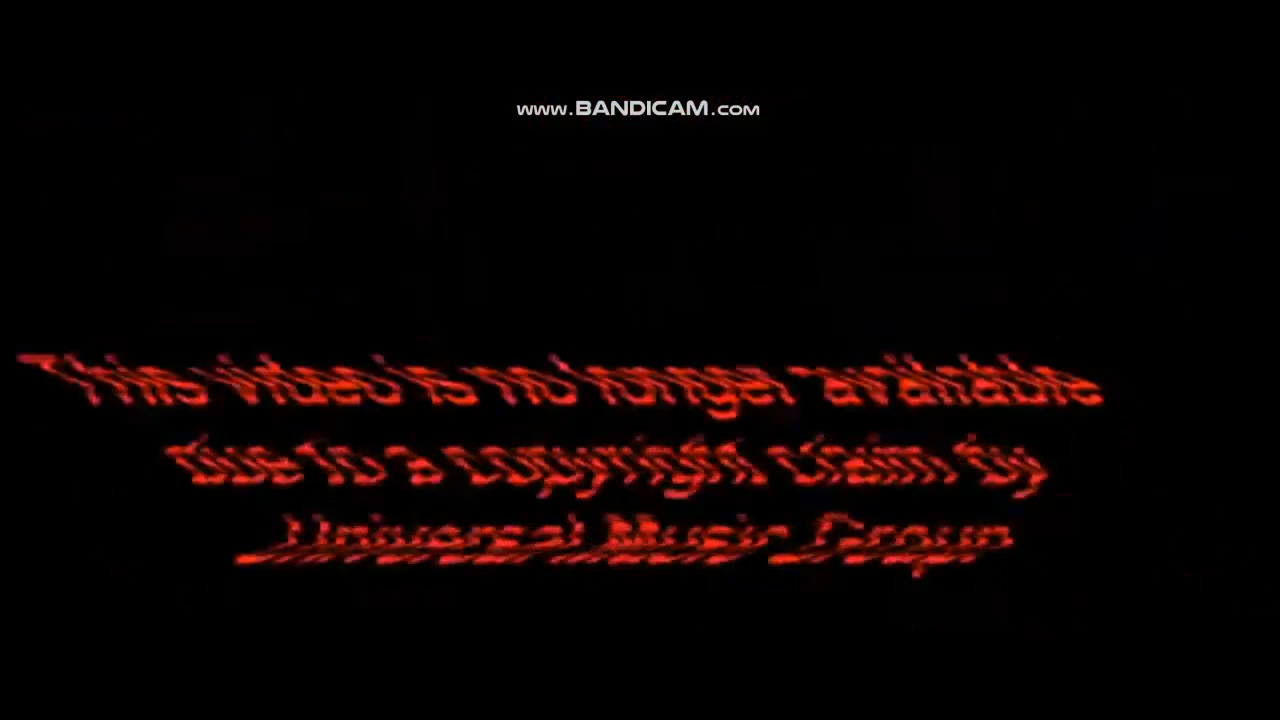 www.BANDICAM.com
This video is no longer available
due to a copyright claim by
Universal Music Group